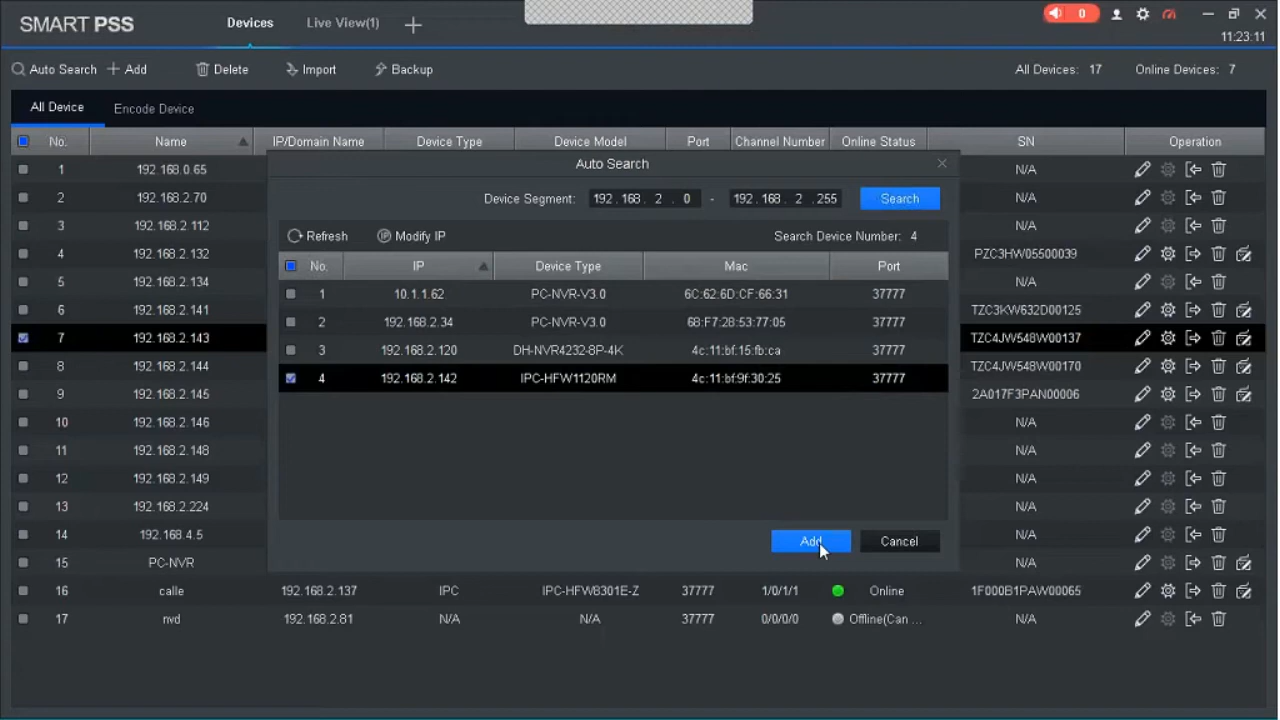 SMART PSS Devices Live View(1) 0
11:23:11
Auto Search Add Delete Import Backup All Devices: 17 Online Devices: 7
All Device Encode Device
No. Name IP/Domain Name Device Type Device Model Port Channel Number Online Status SN Operation
Auto Search
1 192.168.0.65 N/A
Device Segment: 192 . 168 . 2 . 0 - 192 . 168 . 2 . 255 Search
2 192.168.2.70 N/A
3 192.168.2.112 N/A
Refresh IP Modify IP Search Device Number: 4
4 192.168.2.132 PZC3HW05500039
No. IP Device Type Mac Port
5 192.168.2.134 N/A
1 10.1.1.62 PC-NVR-V3.0 6C:62:6D:CF:66:31 37777
6 192.168.2.141 TZC3KW632D00125
2 192.168.2.34 PC-NVR-V3.0 68:F7:28:53:77:05 37777
7 192.168.2.143 TZC4JW548W00137
3 192.168.2.120 DH-NVR4232-8P-4K 4c:11:bf:15:fb:ca 37777
8 192.168.2.144 TZC4JW548W00170
4 192.168.2.142 IPC-HFW1120RM 4c:11:bf:9f:30:25 37777
9 192.168.2.145 2A017F3PAN00006
10 192.168.2.146 N/A
11 192.168.2.148 N/A
12 192.168.2.149 N/A
13 192.168.2.224 N/A
14 192.168.4.5 N/A
Add Cancel
15 PC-NVR N/A
16 calle 192.168.2.137 IPC IPC-HFW8301E-Z 37777 1/0/1/1 Online 1F000B1PAW00065
17 nvd 192.168.2.81 N/A N/A 37777 0/0/0/0 Offline(Can ... N/A